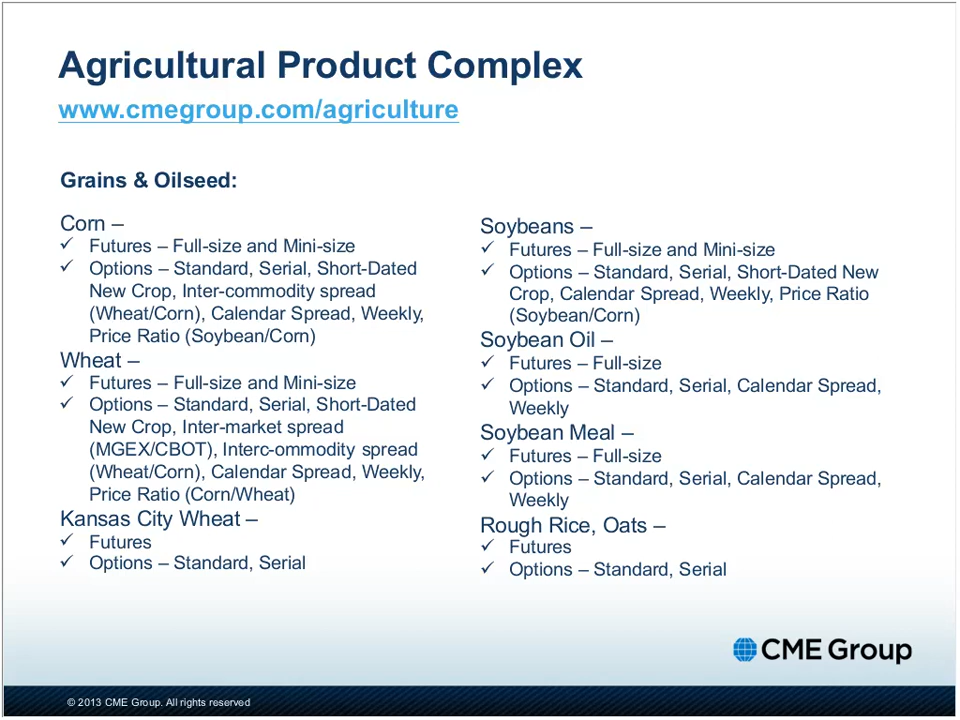 Agricultural Product Complex
www.cmegroup.com/agriculture
Grains & Oilseed:
Corn –
✓ Futures – Full-size and Mini-size
✓ Options – Standard, Serial, Short-Dated
New Crop, Inter-commodity spread
(Wheat/Corn), Calendar Spread, Weekly,
Price Ratio (Soybean/Corn)
Wheat –
✓ Futures – Full-size and Mini-size
✓ Options – Standard, Serial, Short-Dated
New Crop, Inter-market spread
(MGEX/CBOT), Interc-ommodity spread
(Wheat/Corn), Calendar Spread, Weekly,
Price Ratio (Corn/Wheat)
Kansas City Wheat –
✓ Futures
✓ Options – Standard, Serial
Soybeans –
✓ Futures – Full-size and Mini-size
✓ Options – Standard, Serial, Short-Dated New
Crop, Calendar Spread, Weekly, Price Ratio
(Soybean/Corn)
Soybean Oil –
✓ Futures – Full-size
✓ Options – Standard, Serial, Calendar Spread,
Weekly
Soybean Meal –
✓ Futures – Full-size
✓ Options – Standard, Serial, Calendar Spread,
Weekly
Rough Rice, Oats –
✓ Futures
✓ Options – Standard, Serial
CME Group
© 2013 CME Group. All rights reserved